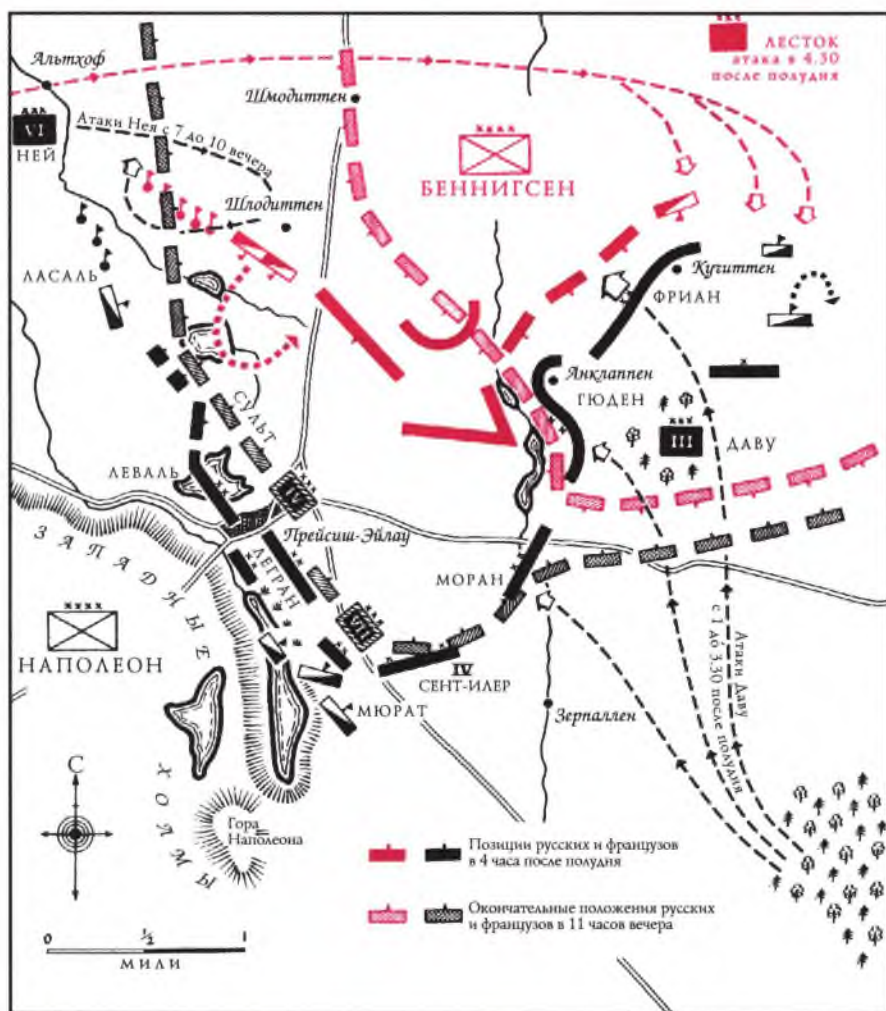 ЛЕСТОК
атака в 4.30
после полудня
Альтхоф
Шмодиттен
VI
НЕЙ
Атаки Нея с 7 до 10 вечера
БЕННИГСЕН
Шлодиттен
ЛАСАЛЬ
Кучиттен
ФРИАН
Анклаппен
ГЮДЕН
III
ДАВУ
СУЛЬТ
ЛЕВАЛЬ
IV
Прейсиш-Эйлау
ЛЕГРАН
МОРАН
ЗАПАДНЫЕ
ХОЛМЫ
НАПОЛЕОН
VII
IV
СЕНТ-ИЛЕР
МЮРАТ
Зерпаллен
Атаки Даву
с 1 до 3.30 после полудня
С
Гора
Наполеона
Позиции русских и французов
в 4 часа после полудня
Окончательные положения русских
и французов в 11 часов вечера
0 ½ 1
МИЛИ